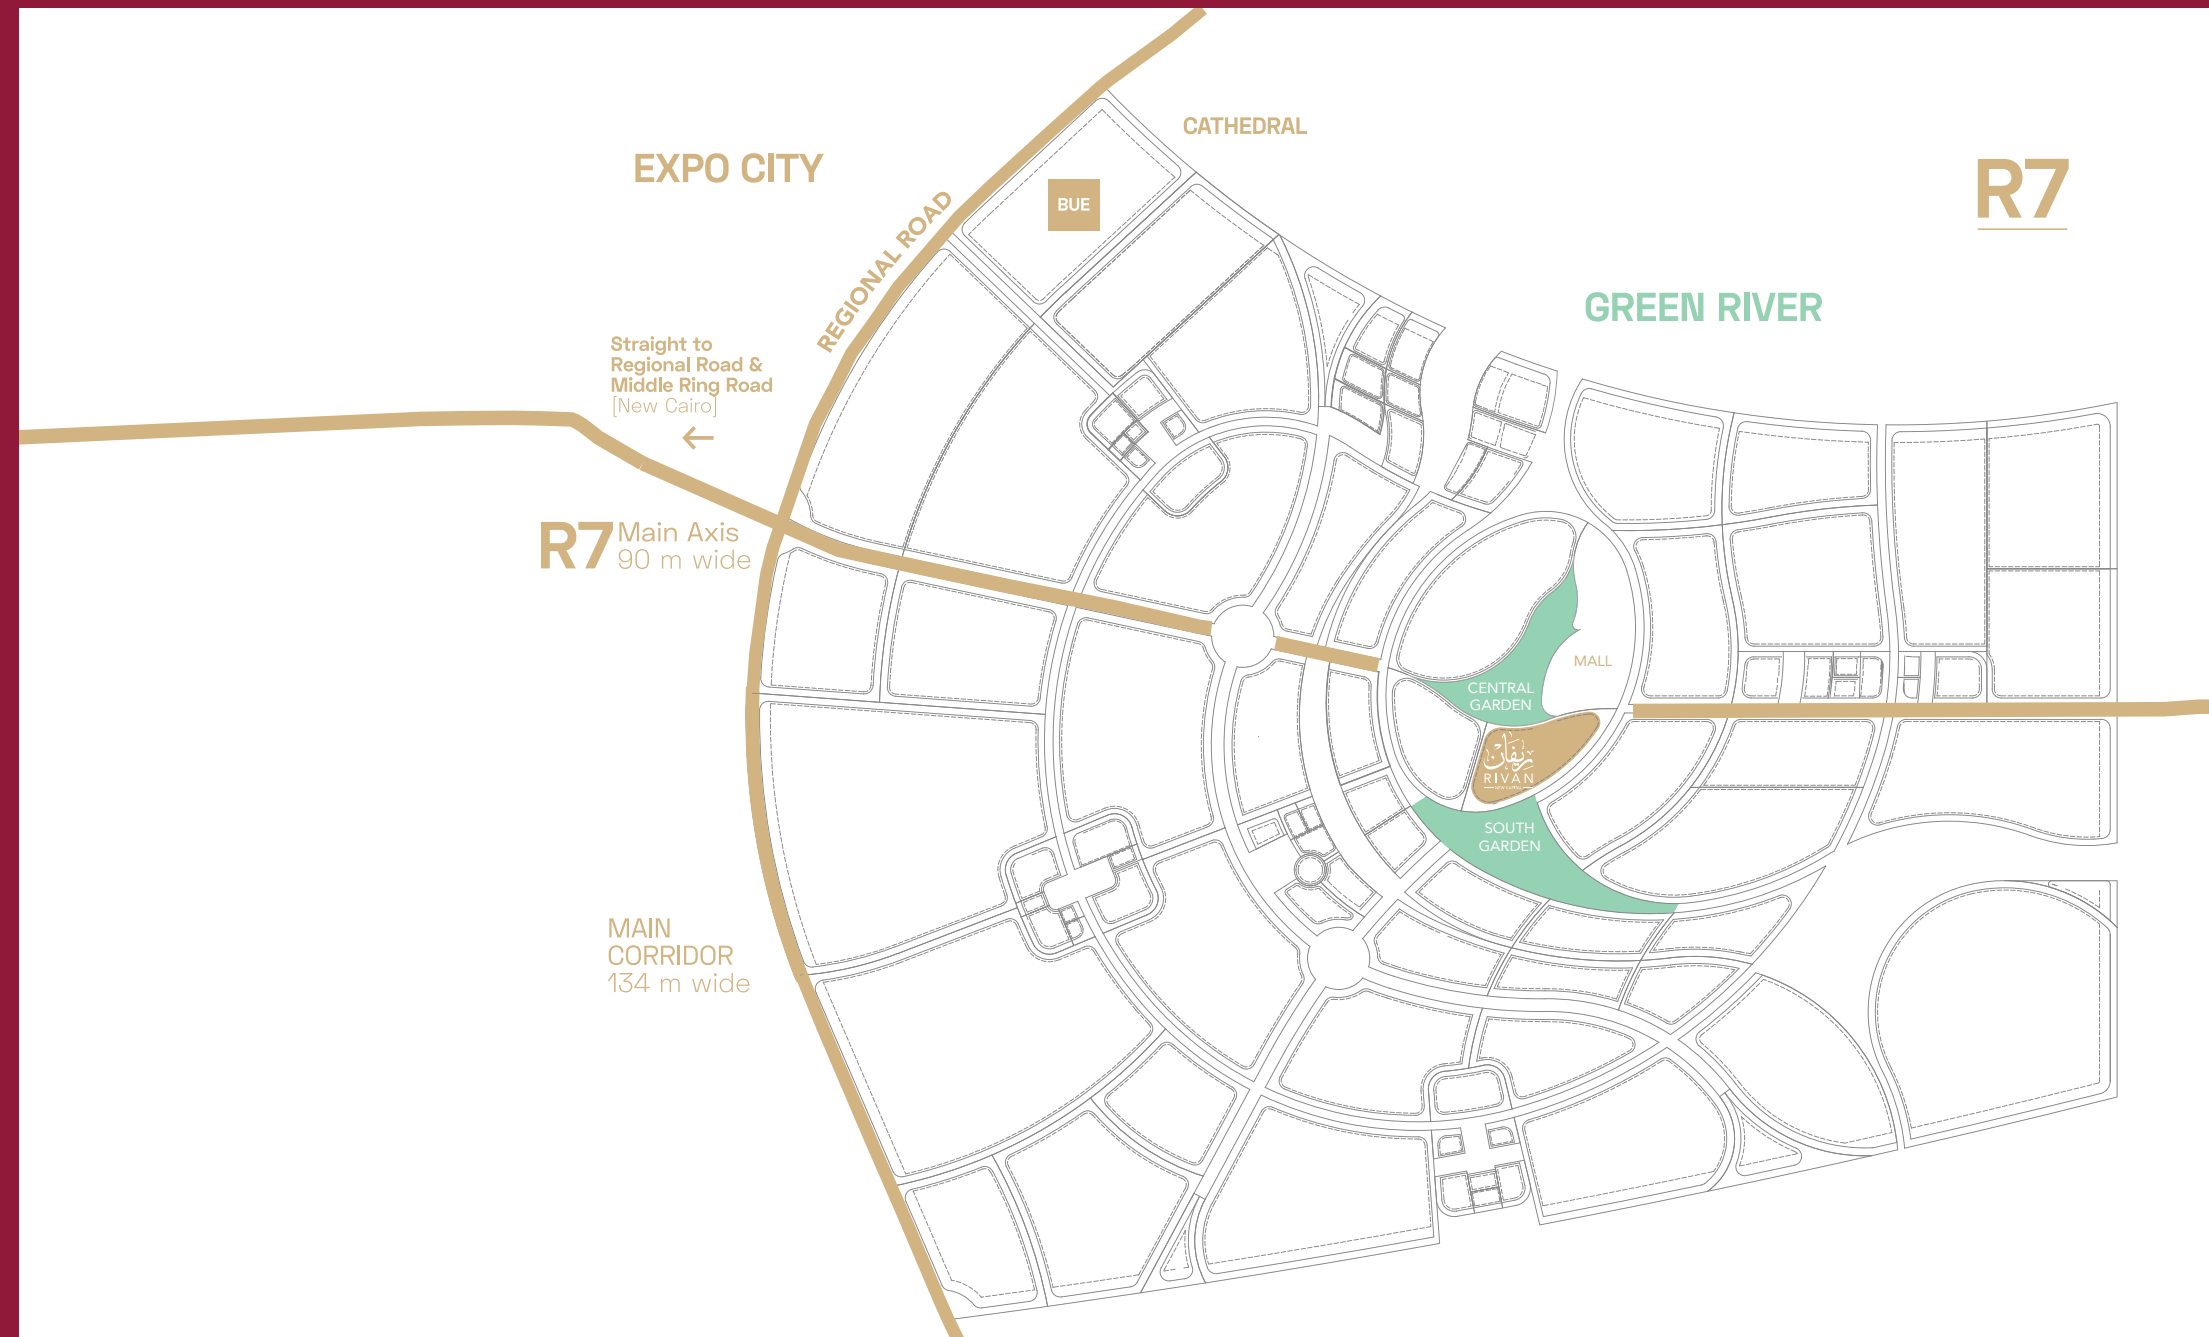 CATHEDRAL
EXPO CITY
R7
BUE
REGIONAL ROAD
GREEN RIVER
Straight to
Regional Road &
Middle Ring Road
[New Cairo]
R7 Main Axis
90 m wide
MALL
CENTRAL
GARDEN
ريفان
RIVAN
SOUTH
GARDEN
MAIN
CORRIDOR
134 m wide